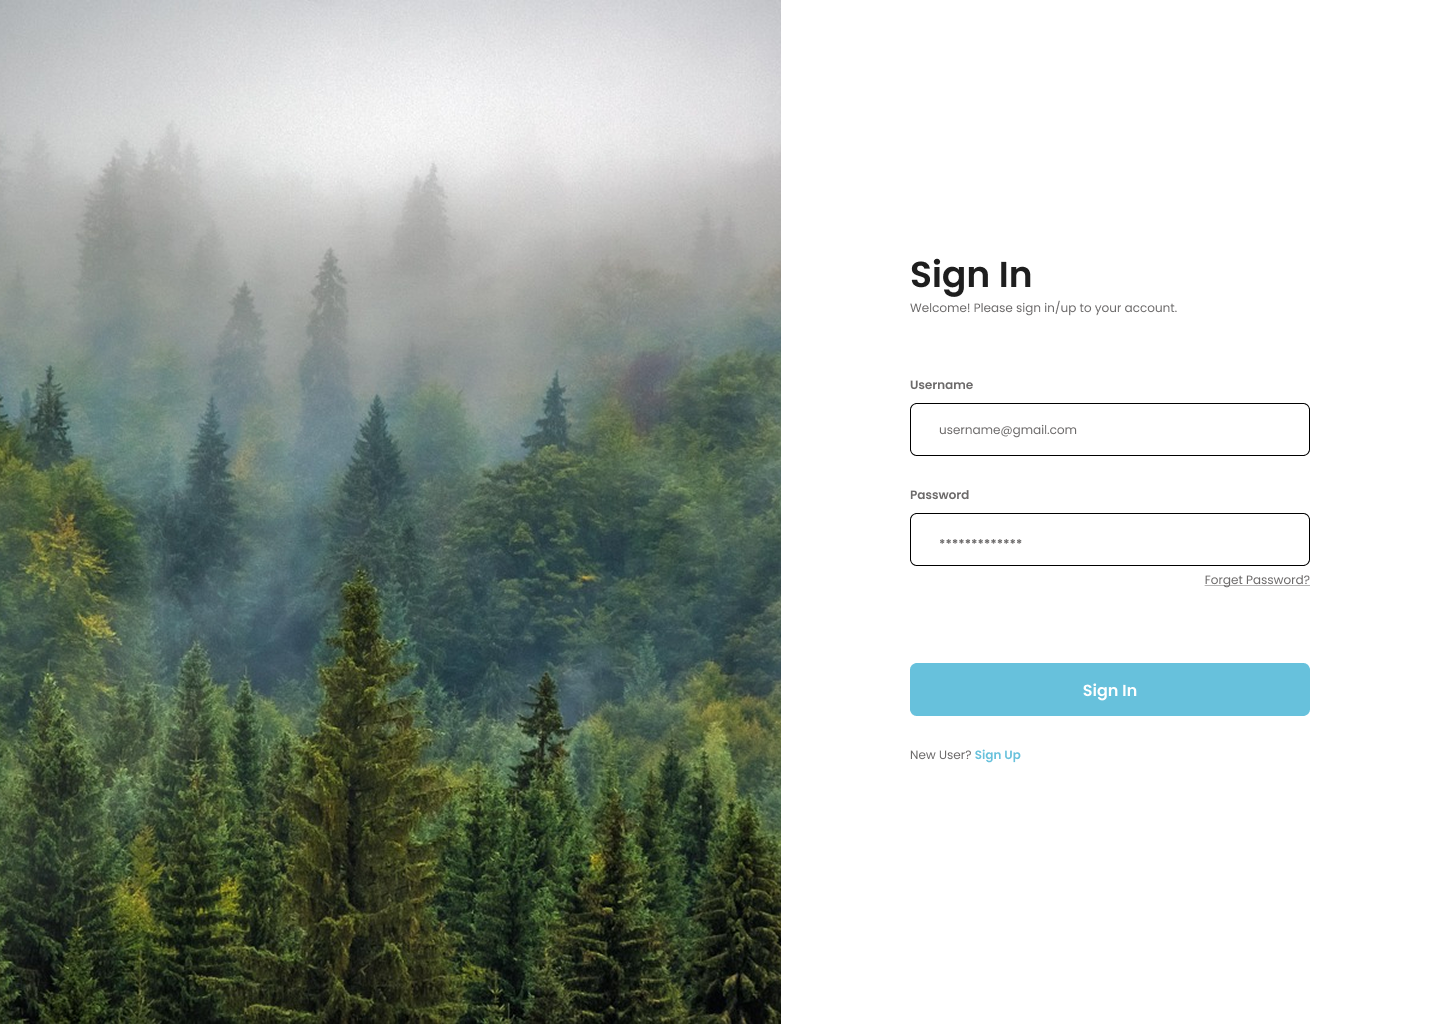 Sign In
Welcome! Please sign in/up to your account.
Username
username@gmail.com
Password
*************
Forget Password?
Sign In
New User? Sign Up